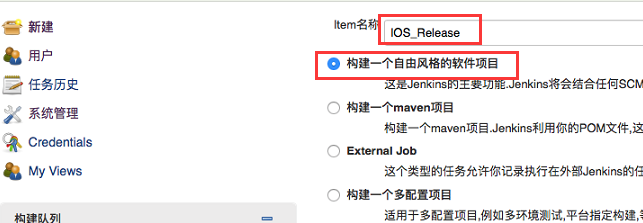 新建
用户
任务历史
系统管理
Credentials
My Views
构建队列
Item名称
IOS_Release
构建一个自由风格的软件项目
这是Jenkins的主要功能.Jenkins将会结合任何SCM
构建一个maven项目
构建一个maven项目.Jenkins利用你的POM文件,这
External Job
这个类型的任务允许你记录执行在外部Jenkins的任
构建一个多配置项目
适用于多配置项目,例如多环境测试,平台指定构建,